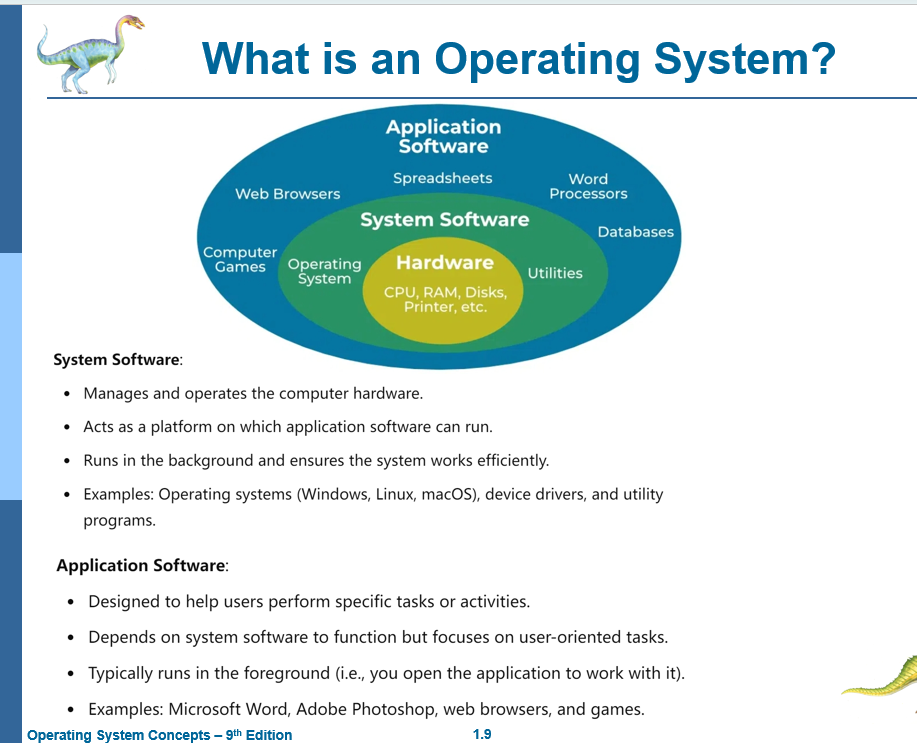 What is an Operating System?
Application
Software
Spreadsheets
Web Browsers
Word
Processors
System Software
Databases
Computer
Games
Operating
System
Hardware
Utilities
CPU, RAM, Disks,
Printer, etc.
System Software:
• Manages and operates the computer hardware.
• Acts as a platform on which application software can run.
• Runs in the background and ensures the system works efficiently.
• Examples: Operating systems (Windows, Linux, macOS), device drivers, and utility
programs.
Application Software:
• Designed to help users perform specific tasks or activities.
• Depends on system software to function but focuses on user-oriented tasks.
• Typically runs in the foreground (i.e., you open the application to work with it).
• Examples: Microsoft Word, Adobe Photoshop, web browsers, and games.
Operating System Concepts – 9th Edition
1.9